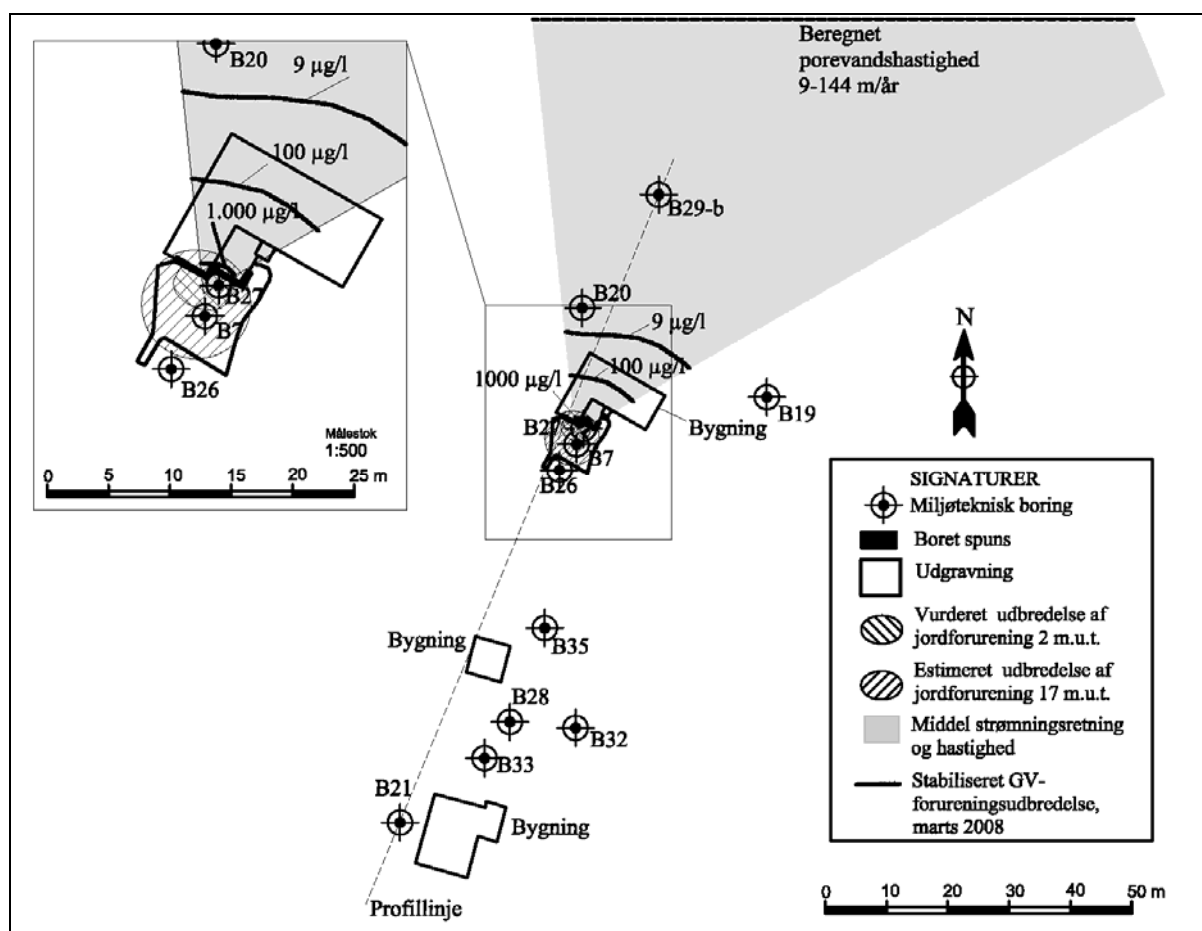 B20
9 µg/l
100 µg/l
1.000 µg/l
B27
B7
B26
Målestok
1:500
0 5 10 15 20 25 m
Beregnet
porevandshastighed
9-144 m/år
B29-b
B20
9 µg/l
100 µg/l
1000 µg/l
B19
Bygning
B27
B7
B26
N
Bygning
B35
B28
B32
B33
B21
Bygning
Profillinje
SIGNATURER
Miljøteknisk boring
Boret spuns
Udgravning
Vurderet udbredelse af
jordforurening 2 m.u.t.
Estimeret udbredelse af
jordforurening 17 m.u.t.
Middel strømningsretning
og hastighed
Stabiliseret GV-
forureningsudbredelse,
marts 2008
0 10 20 30 40 50 m